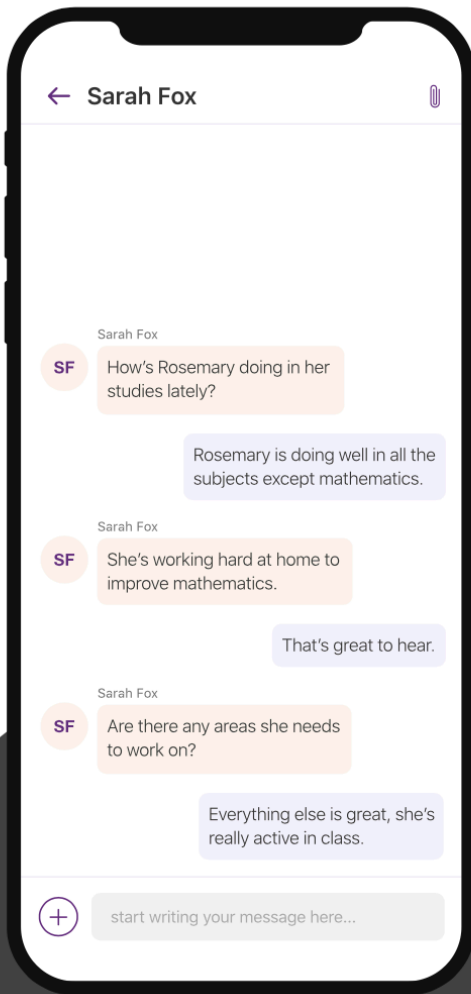 Sarah Fox
Sarah Fox
SF
How's Rosemary doing in her
studies lately?
Rosemary is doing well in all the
subjects except mathematics.
Sarah Fox
SF
She's working hard at home to
improve mathematics.
That's great to hear.
Sarah Fox
SF
Are there any areas she needs
to work on?
Everything else is great, she's
really active in class.
start writing your message here...